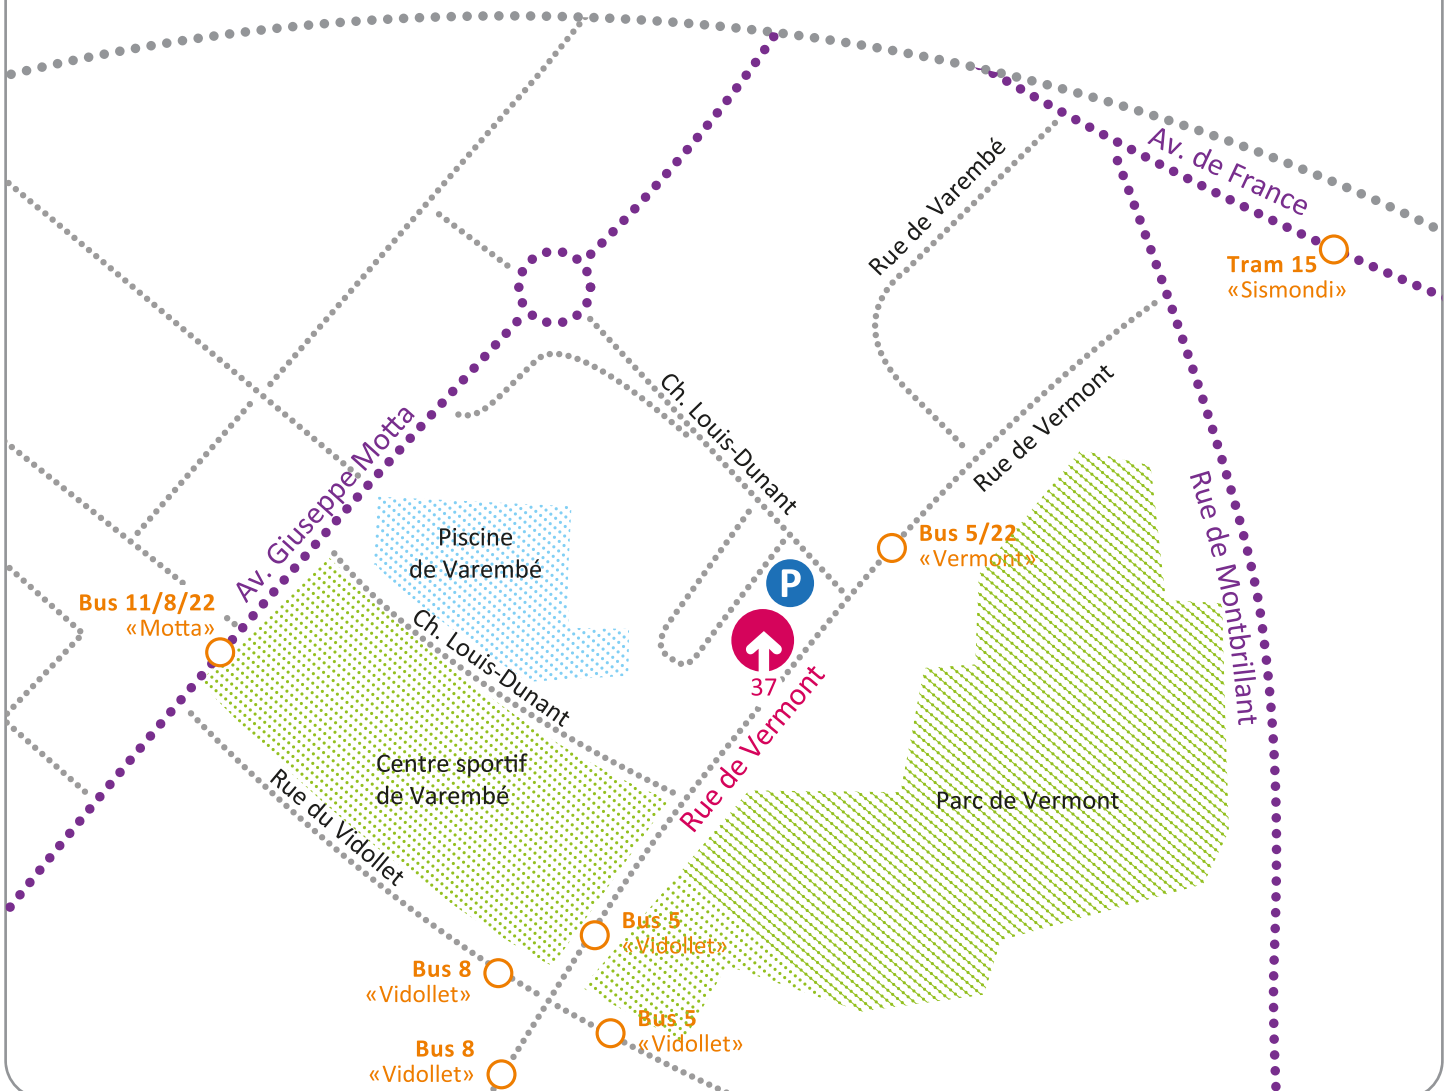 Av. de France
Rue de Varembé
Tram 15
«Sismondi»
Ch. Louis-Dunant
Rue de Vermont
Av. Giuseppe Motta
Rue de Montbrillant
Piscine
de Varembé
Bus 5/22
«Vermont»
P
Bus 11/8/22
«Motta»
Ch. Louis-Dunant
37
Rue de Vermont
Centre sportif
de Varembé
Rue du Vidollet
Parc de Vermont
Bus 5
«Vidollet»
Bus 8
«Vidollet»
Bus 5
«Vidollet»
Bus 8
«Vidollet»